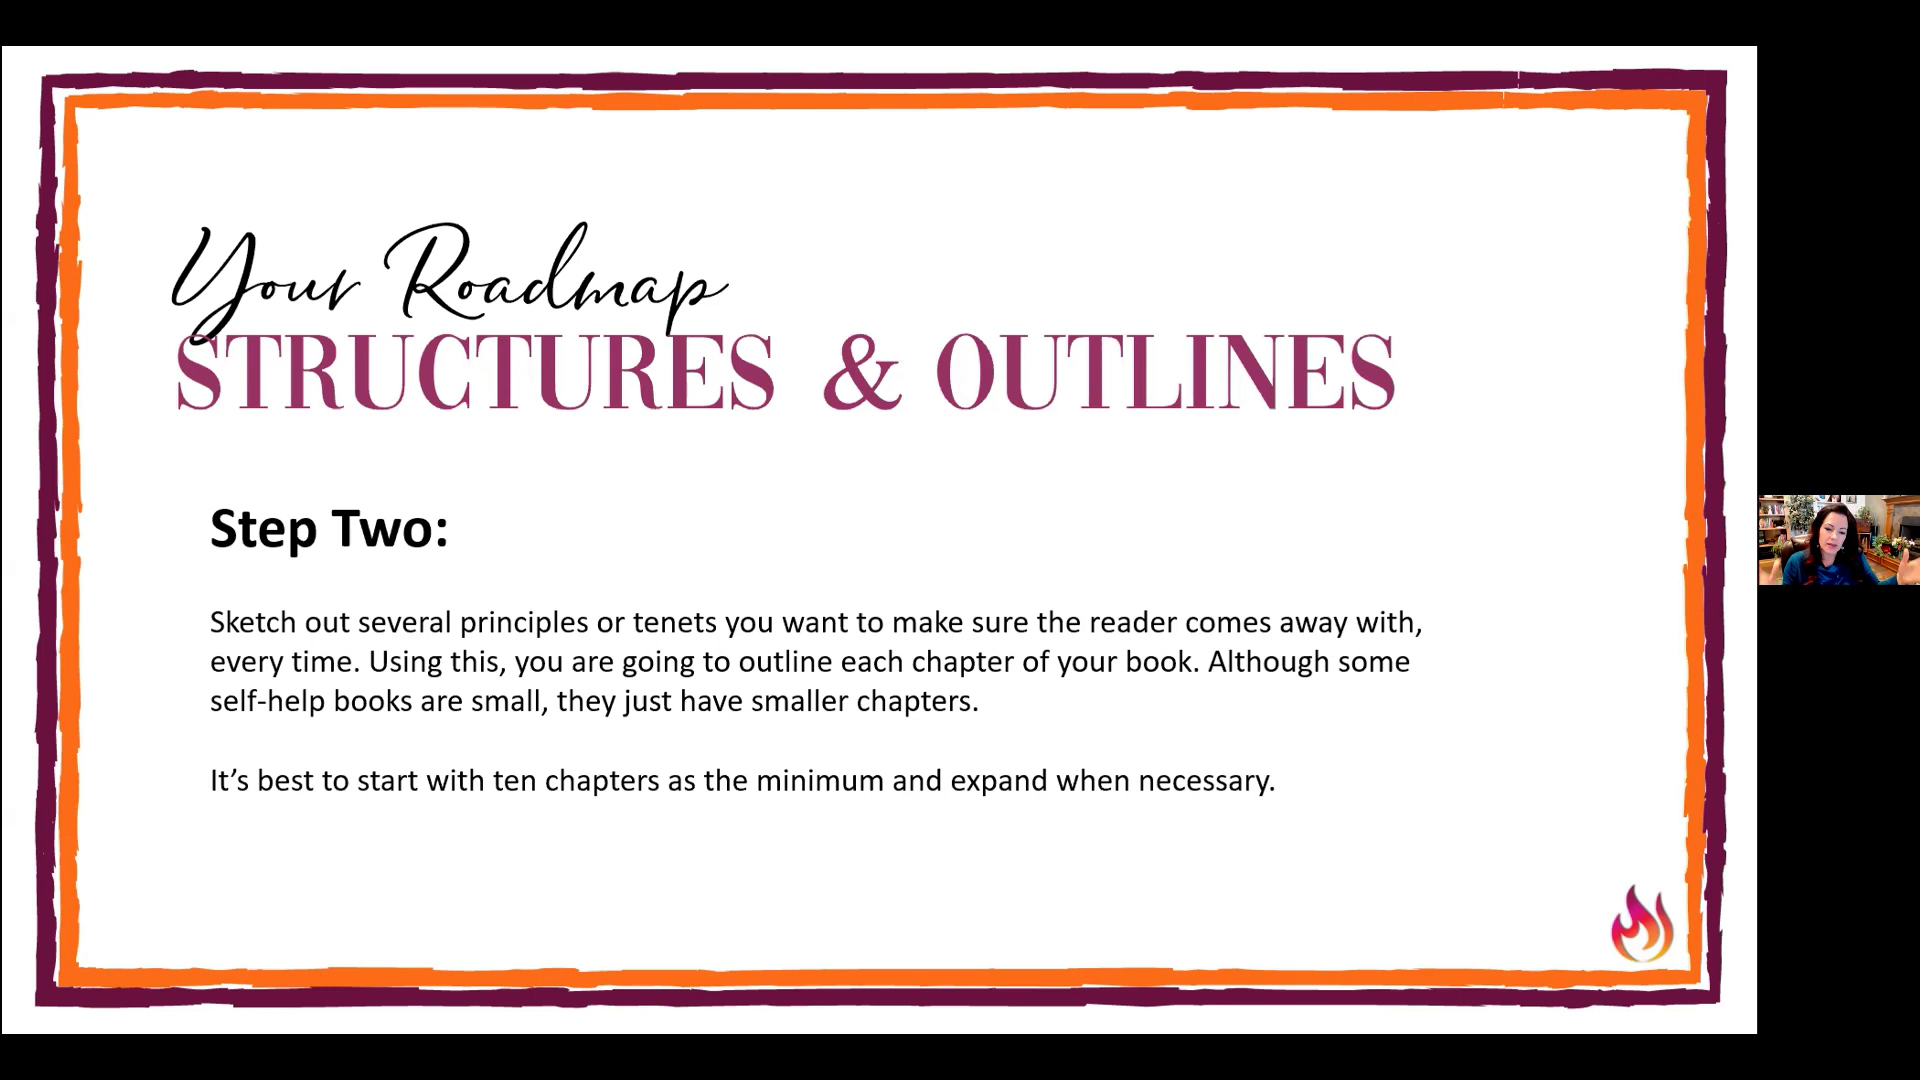 Your Roadmap
STRUCTURES & OUTLINES
Step Two:
Sketch out several principles or tenets you want to make sure the reader comes away with,
every time. Using this, you are going to outline each chapter of your book. Although some
self-help books are small, they just have smaller chapters.
It’s best to start with ten chapters as the minimum and expand when necessary.